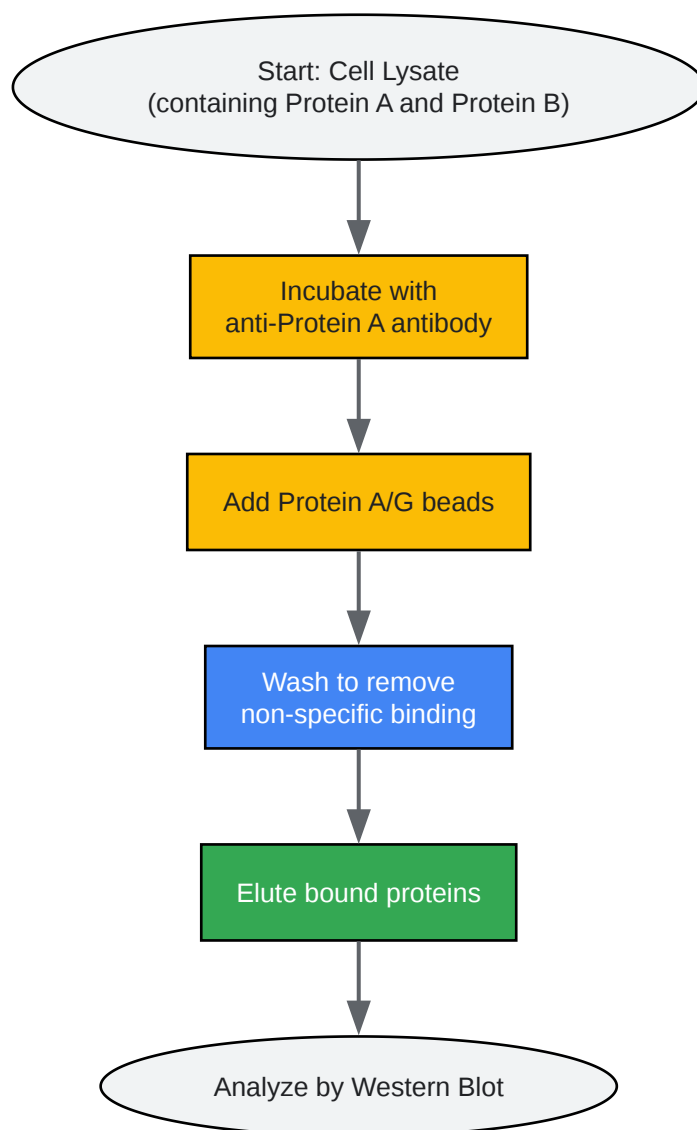 Start: Cell Lysate
(containing Protein A and Protein B)
Incubate with
anti-Protein A antibody
Add Protein A/G beads
Wash to remove
non-specific binding
Elute bound proteins
Analyze by Western Blot